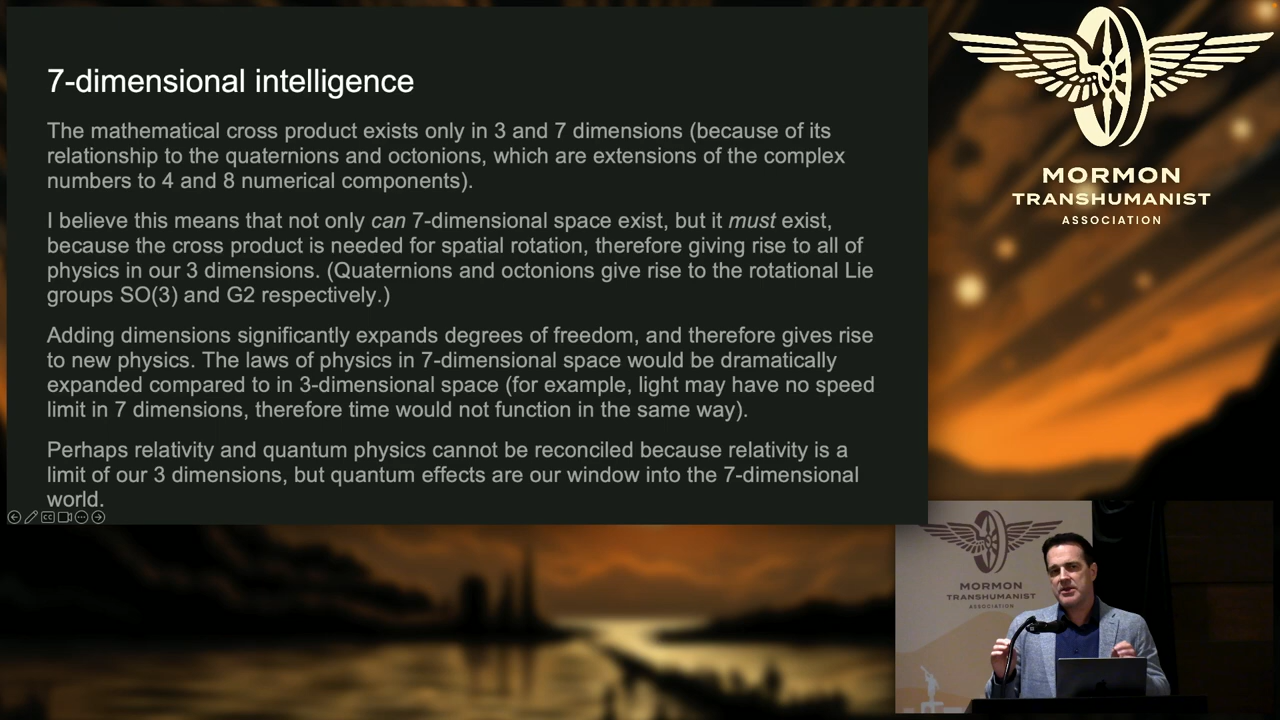 7-dimensional intelligence
The mathematical cross product exists only in 3 and 7 dimensions (because of its
relationship to the quaternions and octonions, which are extensions of the complex
numbers to 4 and 8 numerical components).
I believe this means that not only can 7-dimensional space exist, but it must exist,
because the cross product is needed for spatial rotation, therefore giving rise to all of
physics in our 3 dimensions. (Quaternions and octonions give rise to the rotational Lie
groups SO(3) and G2 respectively.)
Adding dimensions significantly expands degrees of freedom, and therefore gives rise
to new physics. The laws of physics in 7-dimensional space would be dramatically
expanded compared to in 3-dimensional space (for example, light may have no speed
limit in 7 dimensions, therefore time would not function in the same way).
Perhaps relativity and quantum physics cannot be reconciled because relativity is a
limit of our 3 dimensions, but quantum effects are our window into the 7-dimensional
world.
MORMON
TRANSHUMANIST
ASSOCIATION
MORMON
TRANSHUMANIST
ASSOCIATION